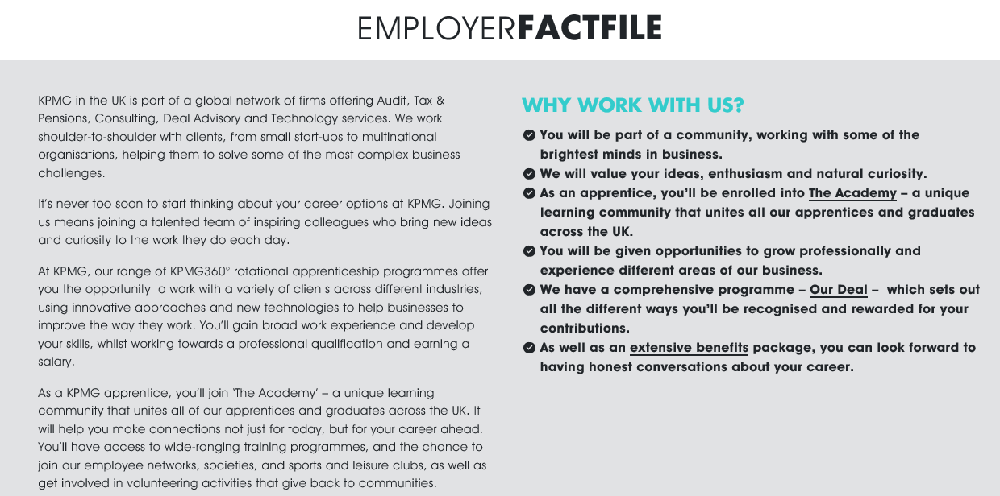 EMPLOYERFACTFILE
KPMG in the UK is part of a global network of firms offering Audit, Tax &
Pensions, Consulting, Deal Advisory and Technology services. We work
shoulder-to-shoulder with clients, from small start-ups to multinational
organisations, helping them to solve some of the most complex business
challenges.
It's never too soon to start thinking about your career options at KPMG. Joining
us means joining a talented team of inspiring colleagues who bring new ideas
and curiosity to the work they do each day.
At KPMG, our range of KPMG360° rotational apprenticeship programmes offer
you the opportunity to work with a variety of clients across different industries,
using innovative approaches and new technologies to help businesses to
improve the way they work. You'll gain broad work experience and develop
your skills, whilst working towards a professional qualification and earning a
salary.
As a KPMG apprentice, you'll join 'The Academy' – a unique learning
community that unites all of our apprentices and graduates across the UK. It
will help you make connections not just for today, but for your career ahead.
You'll have access to wide-ranging training programmes, and the chance to
join our employee networks, societies, and sports and leisure clubs, as well as
get involved in volunteering activities that give back to communities.
WHY WORK WITH US?
You will be part of a community, working with some of the
brightest minds in business.
We will value your ideas, enthusiasm and natural curiosity.
As an apprentice, you'll be enrolled into The Academy – a unique
learning community that unites all our apprentices and graduates
across the UK.
You will be given opportunities to grow professionally and
experience different areas of our business.
We have a comprehensive programme – Our Deal – which sets out
all the different ways you'll be recognised and rewarded for your
contributions.
As well as an extensive benefits package, you can look forward to
having honest conversations about your career.